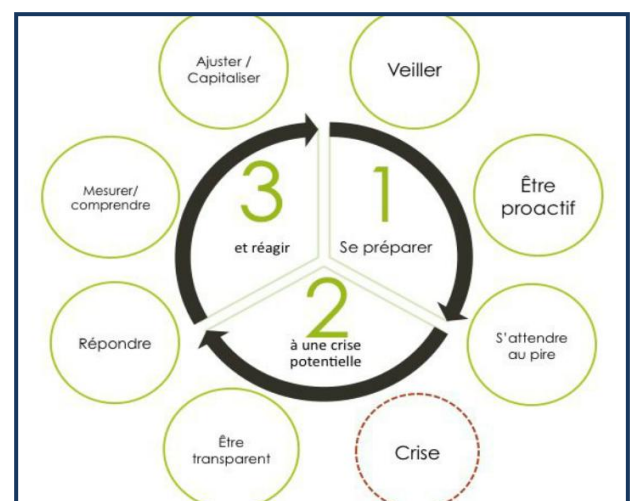 Ajuster /
Capitaliser
Veiller
Mesurer/
comprendre
3
et réagir
1
Se préparer
Être
proactif
2
à une crise
potentielle
Répondre
S'attendre
au pire
Être
transparent
Crise